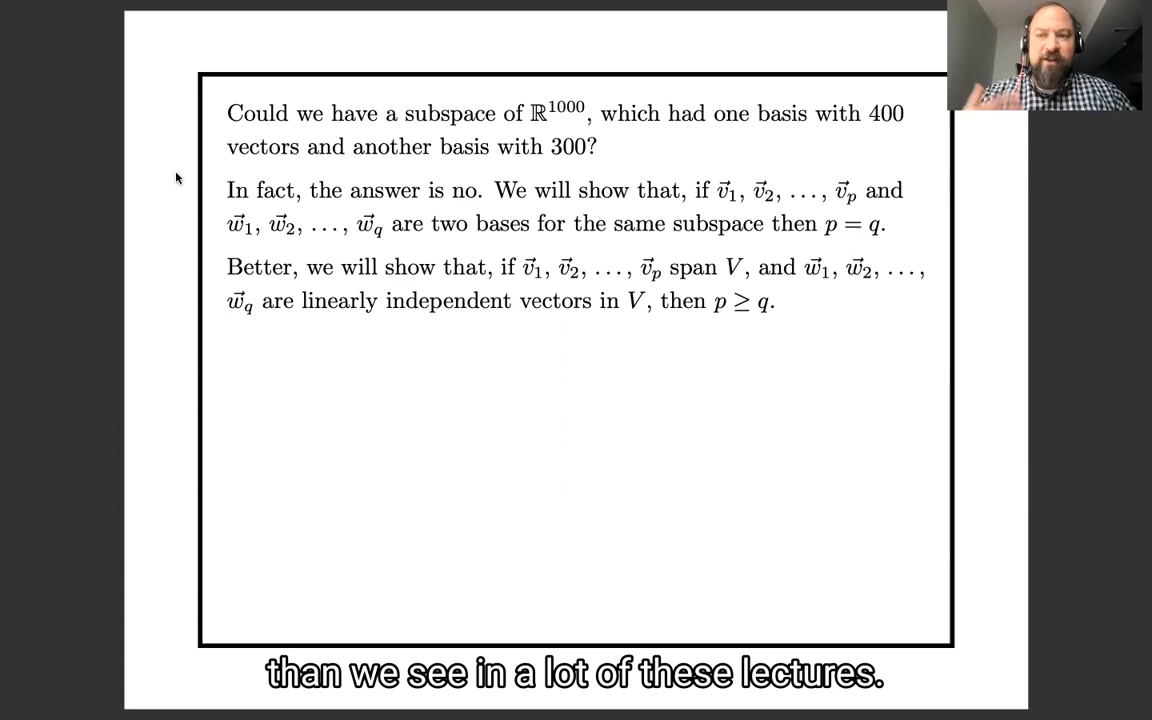 Could we have a subspace of ℝ¹⁰⁰⁰, which had one basis with 400
vectors and another basis with 300?
In fact, the answer is no. We will show that, if v⃗₁, v⃗₂, ..., v⃗ₚ and
w⃗₁, w⃗₂, ..., w⃗_q are two bases for the same subspace then p = q.
Better, we will show that, if v⃗₁, v⃗₂, ..., v⃗ₚ span V, and w⃗₁, w⃗₂, ...,
w⃗_q are linearly independent vectors in V, then p ≥ q.
than we see in a lot of these lectures.